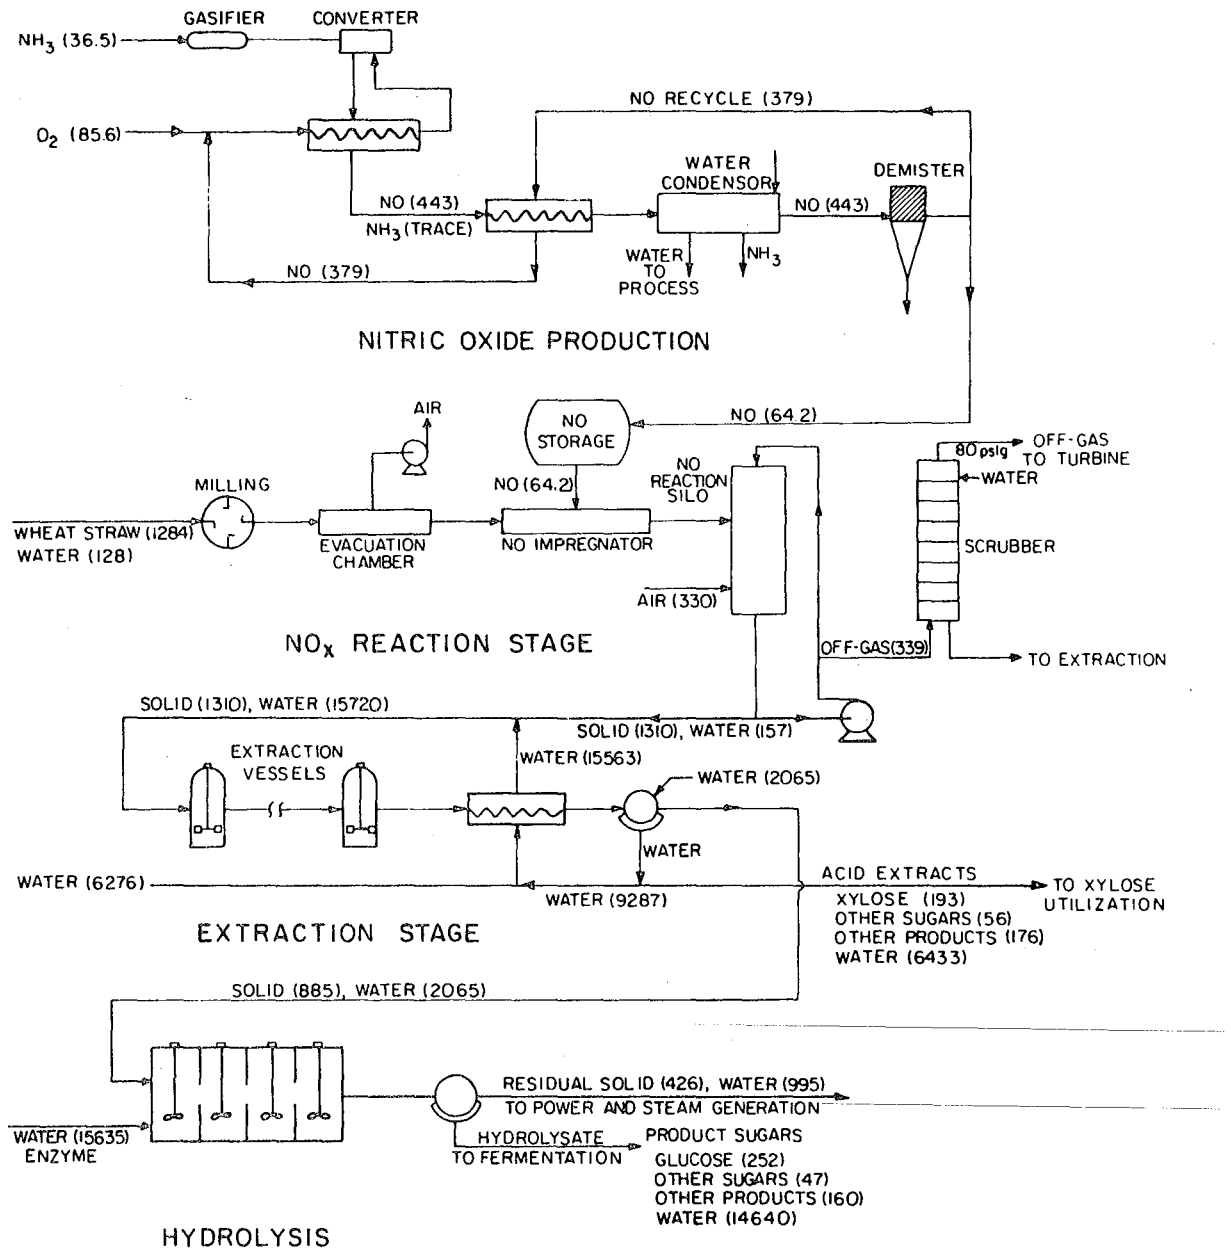 GASIFIER
CONVERTER
NH3 (36.5)
O2 (85.6)
NO RECYCLE (379)
WATER
CONDENSOR
DEMISTER
NO (443)
NH3 (TRACE)
NO (443)
NO (379)
WATER
TO
PROCESS
NH3
NITRIC OXIDE PRODUCTION
AIR
NO
STORAGE
NO (64.2)
MILLING
NO (64.2)
NO
REACTION
SILO
80 psig
OFF-GAS
TO TURBINE
WATER
WHEAT STRAW (1284)
WATER (128)
EVACUATION
CHAMBER
NO IMPREGNATOR
SCRUBBER
AIR (330)
NOx REACTION STAGE
OFF-GAS (339)
TO EXTRACTION
SOLID (1310), WATER (15720)
SOLID (1310), WATER (157)
EXTRACTION
VESSELS
WATER (15563)
WATER (2065)
WATER
WATER (6276)
WATER (9287)
ACID EXTRACTS
XYLOSE (193)
OTHER SUGARS (56)
OTHER PRODUCTS (176)
WATER (6433)
TO XYLOSE
UTILIZATION
EXTRACTION STAGE
SOLID (885), WATER (2065)
RESIDUAL SOLID (426), WATER (995)
TO POWER AND STEAM GENERATION
WATER (15635)
ENZYME
HYDROLYSATE
TO FERMENTATION
PRODUCT SUGARS
GLUCOSE (252)
OTHER SUGARS (47)
OTHER PRODUCTS (160)
WATER (14640)
HYDROLYSIS